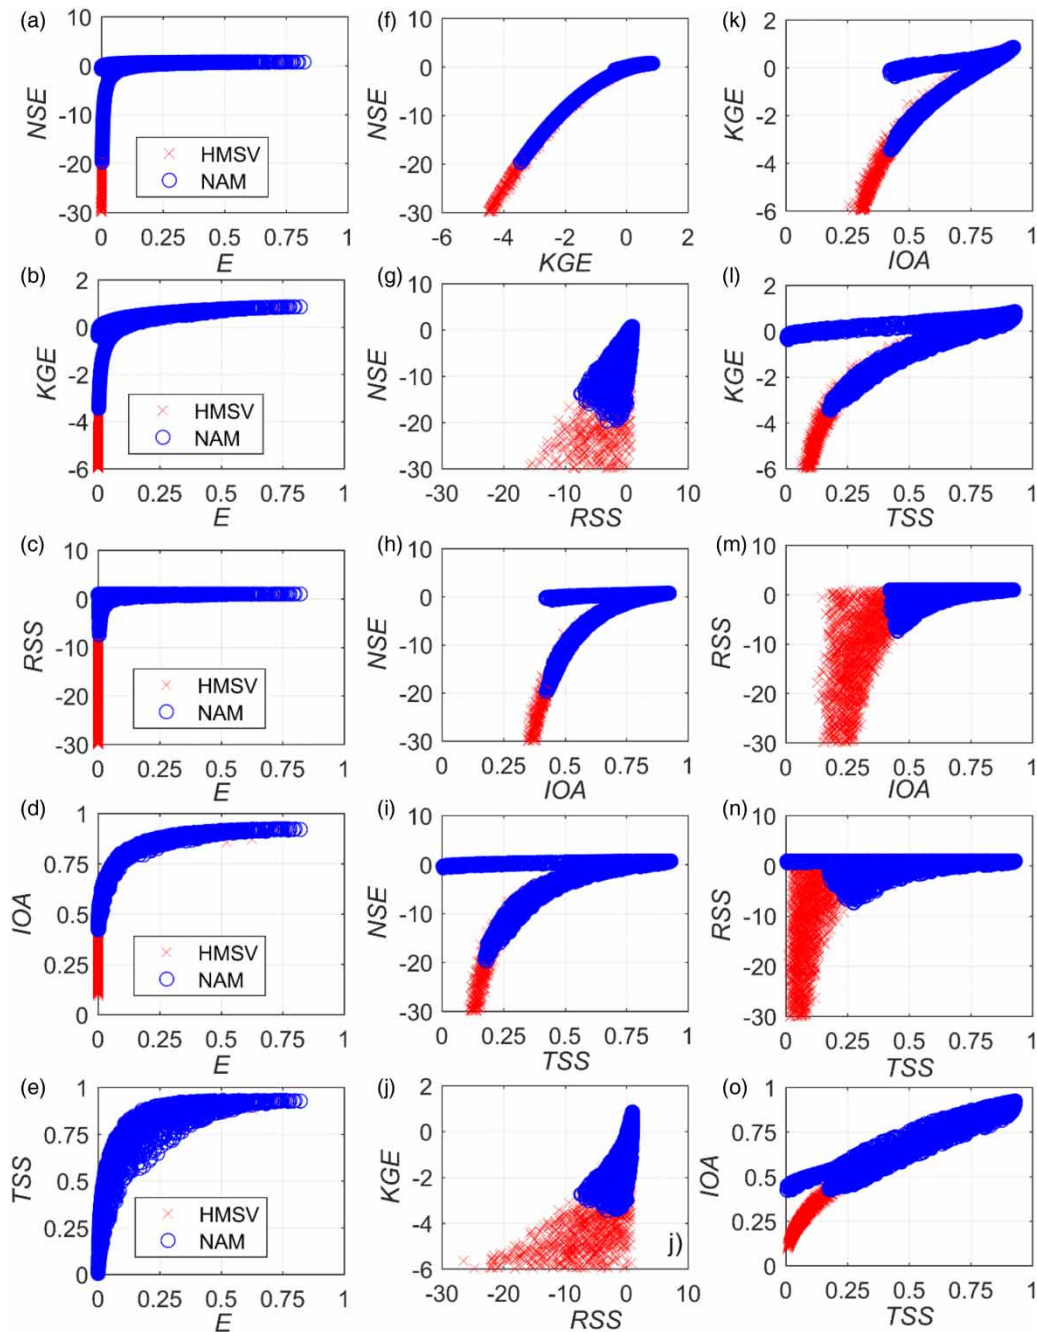 (a)
0
-10
-20
-30
NSE
0 0.25 0.5 0.75 1
E
HMSV
NAM
(f)
0
-10
-20
-30
NSE
-6 -4 -2 0 2
KGE
(k)
2
0
-2
-4
-6
KGE
0 0.25 0.5 0.75 1
IOA
(b)
2
0
2
-4
-6
KGE
0 0.25 0.5 0.75 1
E
HMSV
NAM
(g)
10
0
-10
-20
-30
NSE
-30 -20 -10 0 10
RSS
(l)
2
0
-2
-4
-6
KGE
0 0.25 0.5 0.75 1
TSS
(c)
10
0
-10
-20
-30
RSS
0 0.25 0.5 0.75 1
E
HMSV
NAM
(h)
10
0
-10
-20
-30
NSE
0 0.25 0.5 0.75 1
IOA
(m)
10
0
-10
-20
-30
RSS
0 0.25 0.5 0.75 1
IOA
(d)
1
0.75
0.5
0.25
0
IOA
0 0.25 0.5 0.75 1
E
HMSV
NAM
(i)
10
0
-10
-20
-30
NSE
0 0.25 0.5 0.75 1
TSS
(n)
10
0
-10
-20
-30
RSS
0 0.25 0.5 0.75 1
TSS
(e)
1
0.75
0.5
0.25
0
TSS
0 0.25 0.5 0.75 1
E
HMSV
NAM
(j)
2
0
-2
-4
-6
KGE
j)
-30 -20 -10 0 10
RSS
(o)
1
0.75
0.5
0.25
0
IOA
0 0.25 0.5 0.75 1
TSS